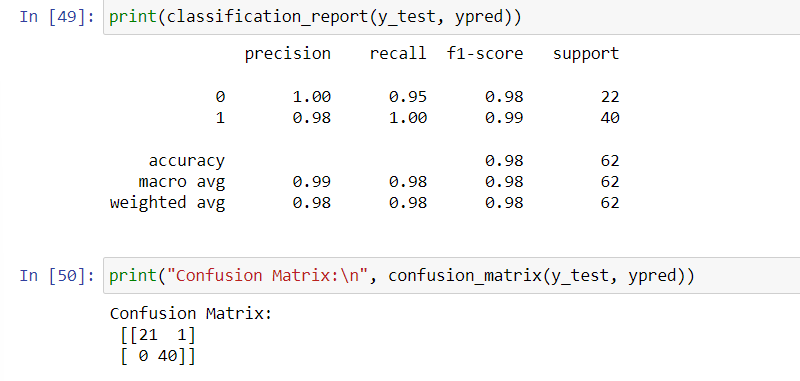 In [49]: print(classification_report(y_test, ypred))
precision recall f1-score support
0 1.00 0.95 0.98 22
1 0.98 1.00 0.99 40
accuracy 0.98 62
macro avg 0.99 0.98 0.98 62
weighted avg 0.98 0.98 0.98 62
In [50]: print("Confusion Matrix:\n", confusion_matrix(y_test, ypred))
Confusion Matrix:
[[21 1]
[ 0 40]]